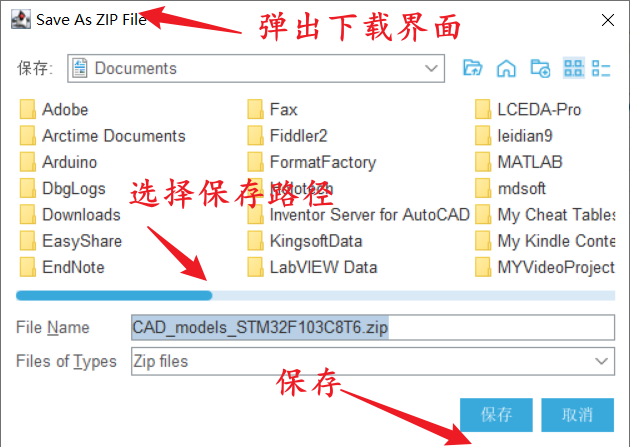 Save As ZIP File
弹出下载界面
保存:
Documents
Adobe
Fax
LCEDA-Pro
Arctime Documents
Fiddler2
leidian9
Arduino
FormatFactory
MATLAB
DbgLogs
mdsoft
选择保存路径
Downloads
Inventor Server for AutoCAD
My Cheat Tables
EasyShare
KingsoftData
My Kindle Conte
EndNote
LabVIEW Data
MYVideoProject
File Name
CAD_models_STM32F103C8T6.zip
Files of Types
Zip files
保存
保存
取消